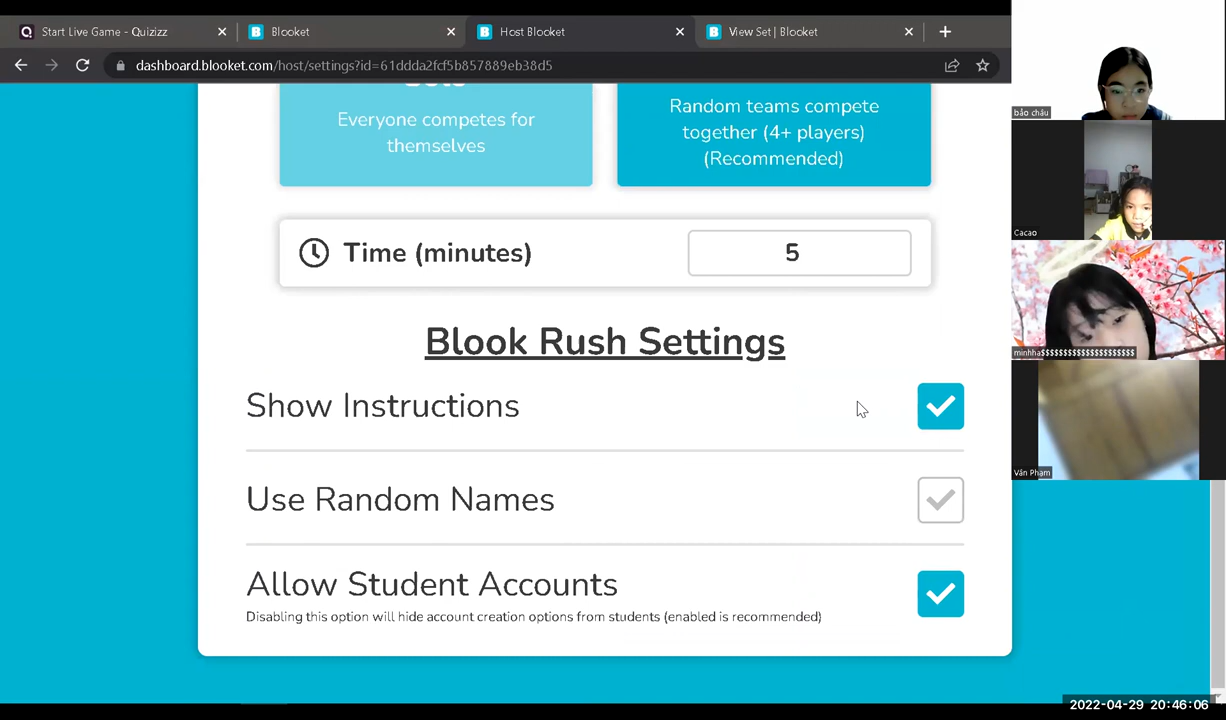 Start Live Game - Quizizz
Blooket
Host Blooket
View Set | Blooket
dashboard.blooket.com/host/settings?id=61ddda2fcf5b857889eb38d5
Everyone competes for
themselves
Random teams compete
together (4+ players)
(Recommended)
Time (minutes)
5
Blook Rush Settings
Show Instructions
Use Random Names
Allow Student Accounts
Disabling this option will hide account creation options from students (enabled is recommended)
bảo châu
Cacao
minhha$$$$$$$$$$$$$$$$$$$$
Văn Phạm
2022-04-29 20:46:06